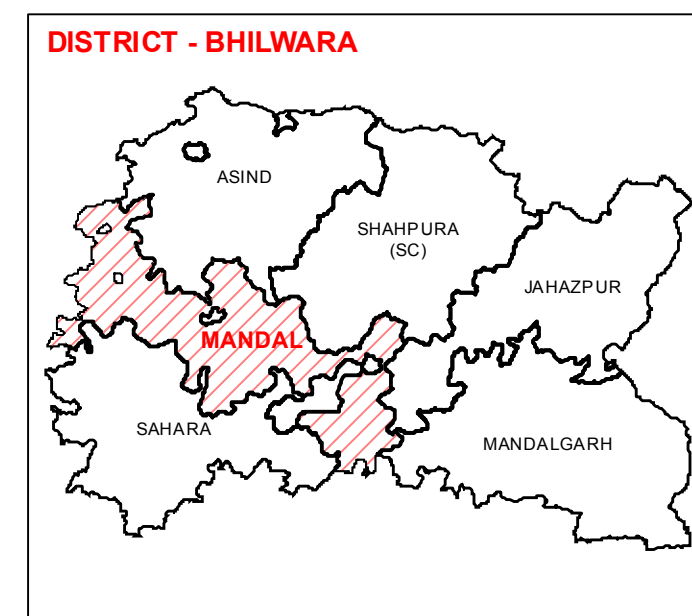 DISTRICT - BHILWARA
ASIND
SHAHPURA
(SC)
JAHAZPUR
MANDAL
SAHARA
MANDALGARH